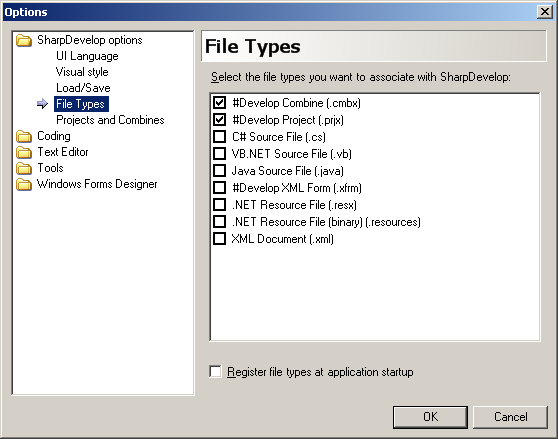 Options
SharpDevelop options
UI Language
Visual style
Load/Save
File Types
Projects and Combines
Coding
Text Editor
Tools
Windows Forms Designer
File Types
Select the file types you want to associate with SharpDevelop:
#Develop Combine (.cmbx)
#Develop Project (.prjx)
C# Source File (.cs)
VB.NET Source File (.vb)
Java Source File (.java)
#Develop XML Form (.xfrm)
.NET Resource File (.resx)
.NET Resource File (binary) (.resources)
XML Document (.xml)
Register file types at application startup
OK
Cancel